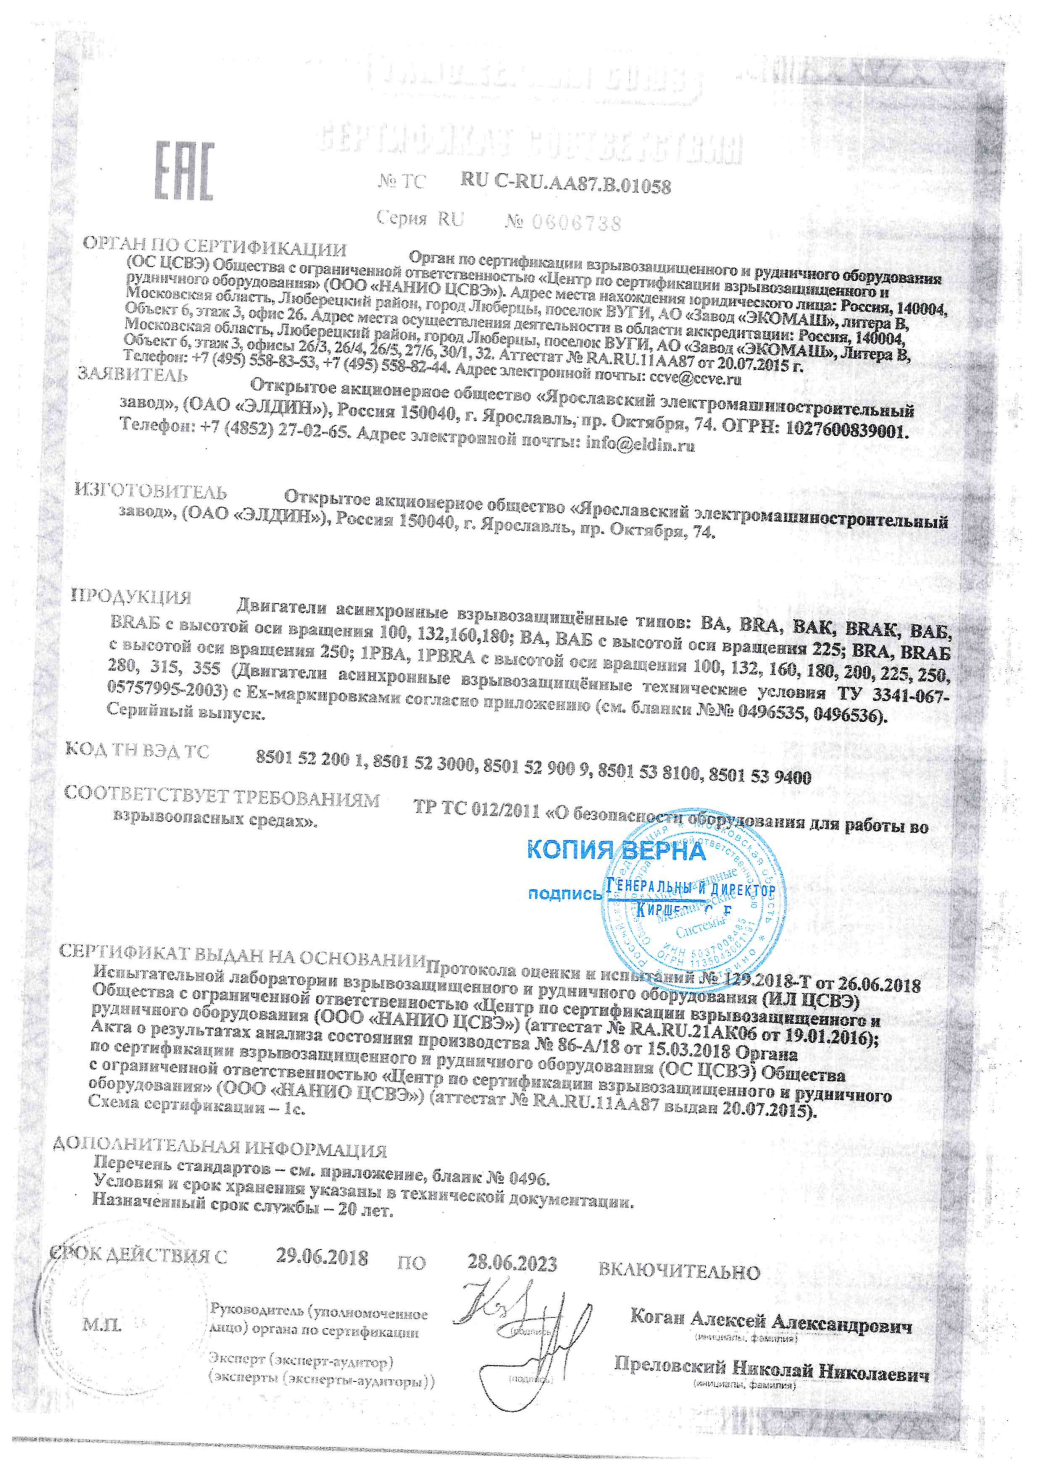 СЕРТИФИКАТ СООТВЕТСТВИЯ
EAC
№ ТС RU C-RU.АА87.В.01058
Серия RU № 0606738
ОРГАН ПО СЕРТИФИКАЦИИ Орган по сертификации взрывозащищенного и рудничного оборудования
(ОС ЦСВЭ) Общества с ограниченной ответственностью «Центр по сертификации взрывозащищенного и
рудничного оборудования» (ООО «НАНИО ЦСВЭ»). Адрес места нахождения юридического лица: Россия, 140004,
Московская область, Люберецкий район, город Люберцы, поселок ВУГИ, АО «Завод «ЭКОМАШ», литера В,
Объект 6, этаж 3, офис 26. Адрес места осуществления деятельности в области аккредитации: Россия, 140004,
Московская область, Люберецкий район, город Люберцы, поселок ВУГИ, АО «Завод «ЭКОМАШ», Литера В,
Объект 6, этаж 3, офисы 26/3, 26/4, 26/5, 27/6, 30/1, 32. Аттестат № RA.RU.11АА87 от 20.07.2015 г.
Телефон: +7 (495) 558-83-53, +7 (495) 558-82-44. Адрес электронной почты: ccve@ccve.ru
ЗАЯВИТЕЛЬ Открытое акционерное общество «Ярославский электромашиностроительный
завод», (ОАО «ЭЛДИН»), Россия 150040, г. Ярославль, пр. Октября, 74. ОГРН: 1027600839001.
Телефон: +7 (4852) 27-02-65. Адрес электронной почты: info@eldin.ru
ИЗГОТОВИТЕЛЬ Открытое акционерное общество «Ярославский электромашиностроительный
завод», (ОАО «ЭЛДИН»), Россия 150040, г. Ярославль, пр. Октября, 74.
ПРОДУКЦИЯ Двигатели асинхронные взрывозащищённые типов: ВА, BRA, ВАК, BRAK, ВАБ,
BRAБ с высотой оси вращения 100, 132,160,180; ВА, ВАБ с высотой оси вращения 225; BRA, BRAБ
с высотой оси вращения 250; 1РВА, 1PBRA с высотой оси вращения 100, 132, 160, 180, 200, 225, 250,
280, 315, 355 (Двигатели асинхронные взрывозащищённые технические условия ТУ 3341-067-
05757995-2003) с Ex-маркировками согласно приложению (см. бланки №№ 0496535, 0496536).
Серийный выпуск.
КОД ТН ВЭД ТС 8501 52 200 1, 8501 52 3000, 8501 52 900 9, 8501 53 8100, 8501 53 9400
СООТВЕТСТВУЕТ ТРЕБОВАНИЯМ ТР ТС 012/2011 «О безопасности оборудования для работы во
взрывоопасных средах».
КОПИЯ ВЕРНА
ПОДПИСЬ ГЕНЕРАЛЬНЫЙ ДИРЕКТОР
Механические
Системы
ИНН 5037008485
СЕРТИФИКАТ ВЫДАН НА ОСНОВАНИИ Протокола оценки и испытаний № 129.2018-Т от 26.06.2018
Испытательной лаборатории взрывозащищенного и рудничного оборудования (ИЛ ЦСВЭ)
Общества с ограниченной ответственностью «Центр по сертификации взрывозащищенного и
рудничного оборудования (ООО «НАНИО ЦСВЭ») (аттестат № RA.RU.21АК06 от 19.01.2016);
Акта о результатах анализа состояния производства № 86-А/18 от 15.03.2018 Органа
по сертификации взрывозащищенного и рудничного оборудования (ОС ЦСВЭ) Общества
с ограниченной ответственностью «Центр по сертификации взрывозащищенного и рудничного
оборудования» (ООО «НАНИО ЦСВЭ») (аттестат № RA.RU.11АА87 выдан 20.07.2015).
Схема сертификации – 1с.
ДОПОЛНИТЕЛЬНАЯ ИНФОРМАЦИЯ
Перечень стандартов – см. приложение, бланк № 0496.
Условия и срок хранения указаны в технической документации.
Назначенный срок службы – 20 лет.
СРОК ДЕЙСТВИЯ С 29.06.2018 ПО 28.06.2023 ВКЛЮЧИТЕЛЬНО
М.П.
Руководитель (уполномоченное
лицо) органа по сертификации
(подпись)
Коган Алексей Александрович
(инициалы, фамилия)
Эксперт (эксперт-аудитор)
(эксперты (эксперты-аудиторы))
(подпись)
Преловский Николай Николаевич
(инициалы, фамилия)